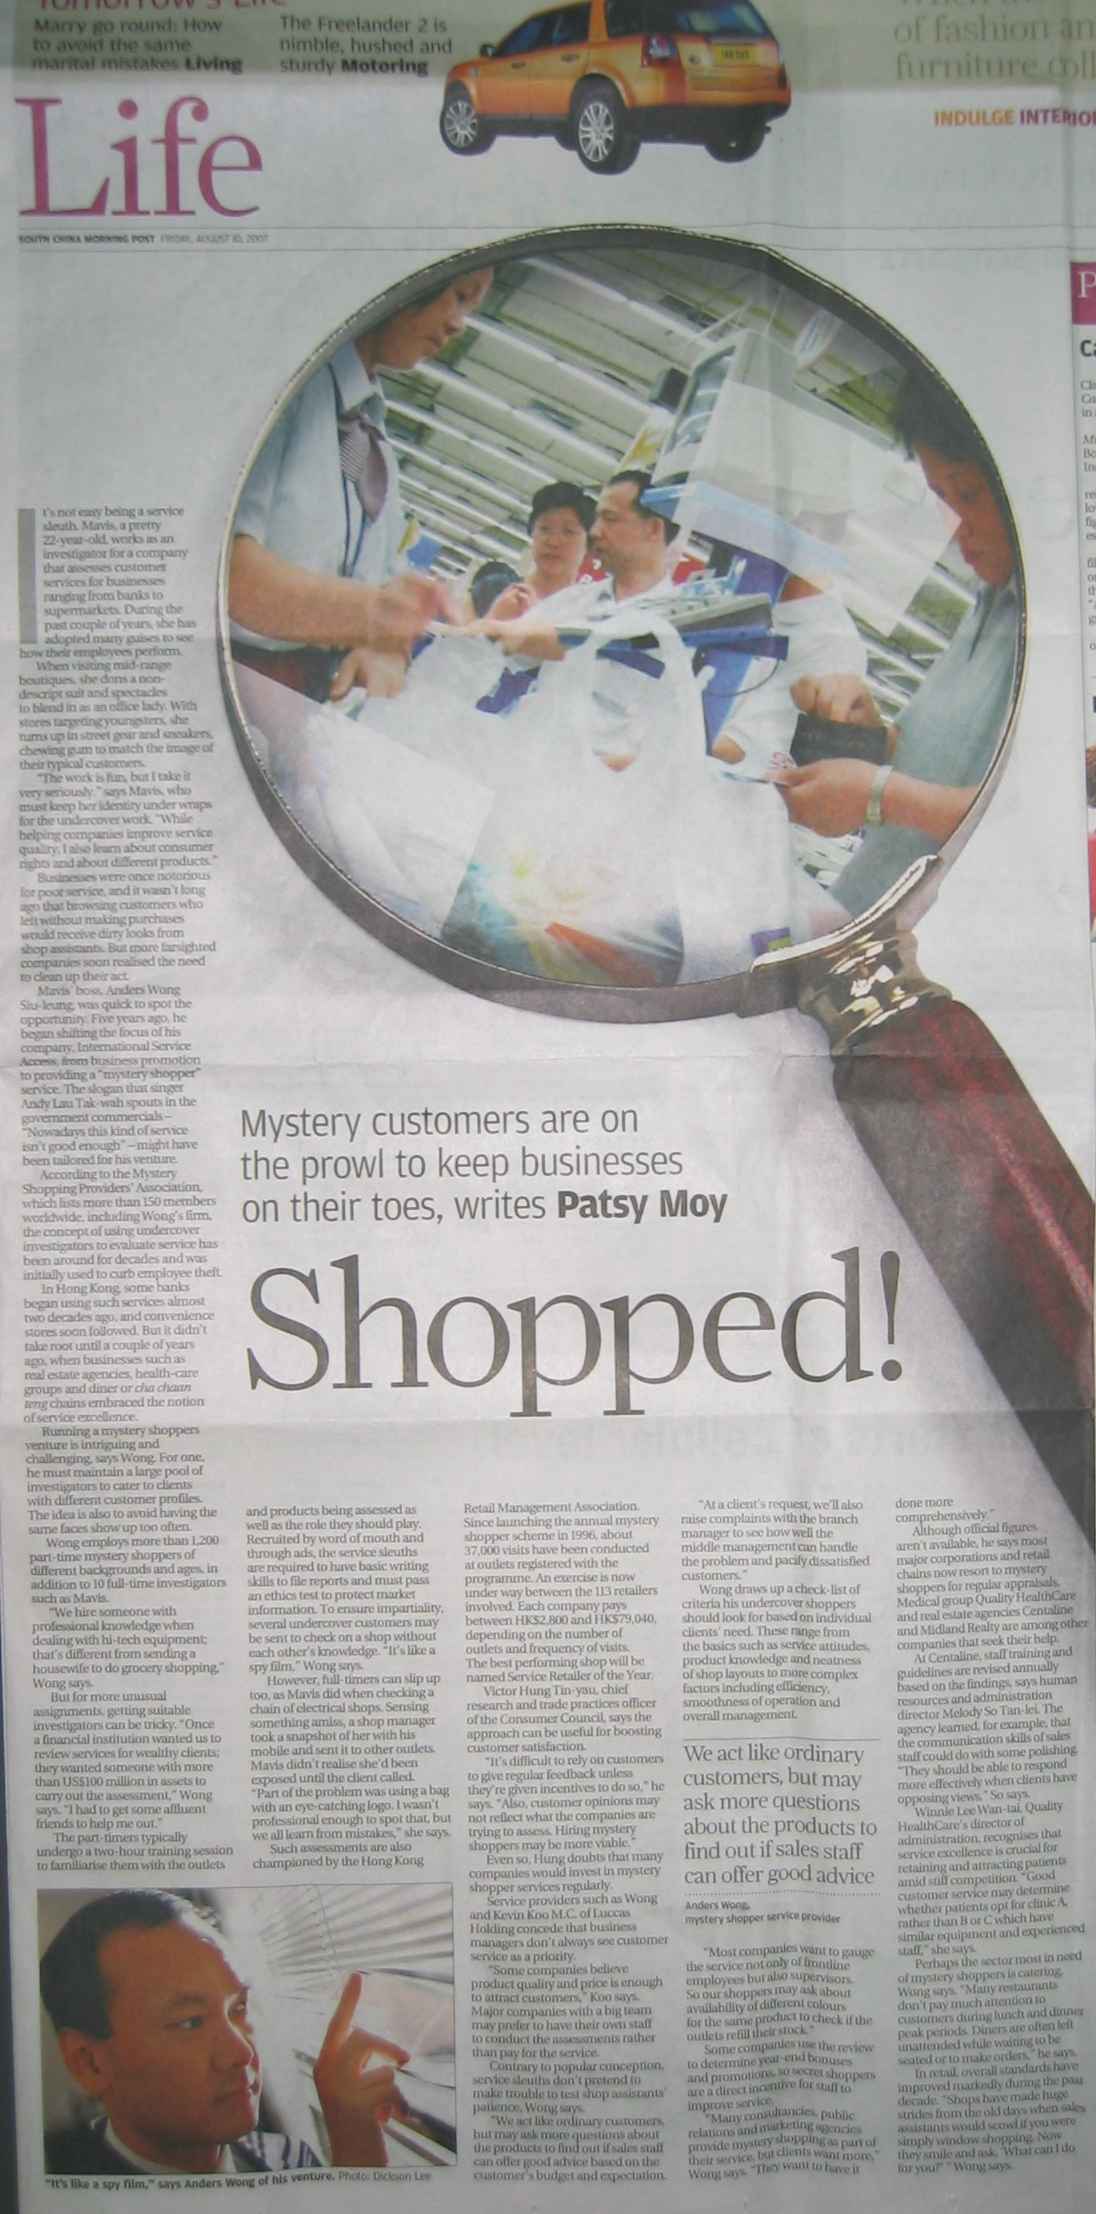 Tomorrow's Life
Marry go round: How
to avoid the same
marital mistakes Living
The Freelander 2 is
nimble, hushed and
sturdy Motoring
of fashion an
furniture coll
INDULGE INTERIO
Life
SOUTH CHINA MORNING POST FRIDAY, AUGUST 10, 2007
It's not easy being a service
sleuth. Mavis, a pretty
22-year-old, works as an
investigator for a company
that assesses customer
services for businesses
ranging from banks to
supermarkets. During the
past couple of years, she has
adopted many guises to see
how their employees perform.
When visiting mid-range
boutiques, she dons a non-
descript suit and spectacles
to blend in as an office lady. With
stores targeting youngsters, she
turns up in street gear and sneakers,
chewing gum to match the image of
their typical customers.
"The work is fun, but I take it
very seriously," says Mavis, who
must keep her identity under wraps
for the undercover work. "While
helping companies improve service
quality, I also learn about consumer
rights and about different products."
Businesses were once notorious
for poor service, and it wasn't long
ago that browsing customers who
left without making purchases
would receive dirty looks from
shop assistants. But more farsighted
companies soon realised the need
to clean up their act.
Mavis' boss, Anders Wong
Siu-leung, was quick to spot the
opportunity. Five years ago, he
began shifting the focus of his
company, International Service
Access, from business promotion
to providing a "mystery shopper"
service. The slogan that singer
Andy Lau Tak-wah spouts in the
government commercials –
"Nowadays this kind of service
isn't good enough" – might have
been tailored for his venture.
According to the Mystery
Shopping Providers' Association,
which lists more than 150 members
worldwide, including Wong's firm,
the concept of using undercover
investigators to evaluate service has
been around for decades and was
initially used to curb employee theft.
In Hong Kong, some banks
began using such services almost
two decades ago, and convenience
stores soon followed. But it didn't
take root until a couple of years
ago, when businesses such as
real estate agencies, health-care
groups and diner or cha chaan
teng chains embraced the notion
of service excellence.
Running a mystery shoppers
venture is intriguing and
challenging, says Wong. For one,
he must maintain a large pool of
investigators to cater to clients
with different customer profiles.
The idea is also to avoid having the
same faces show up too often.
Wong employs more than 1,200
part-time mystery shoppers of
different backgrounds and ages, in
addition to 10 full-time investigators
such as Mavis.
"We hire someone with
professional knowledge when
dealing with hi-tech equipment;
that's different from sending a
housewife to do grocery shopping,"
Wong says.
But for more unusual
assignments, getting suitable
investigators can be tricky. "Once
a financial institution wanted us to
review services for wealthy clients;
they wanted someone with more
than US$100 million in assets to
carry out the assessment," Wong
says. "I had to get some affluent
friends to help me out."
The part-timers typically
undergo a two-hour training session
to familiarise them with the outlets
Mystery customers are on
the prowl to keep businesses
on their toes, writes Patsy Moy
Shopped!
and products being assessed as
well as the role they should play.
Recruited by word of mouth and
through ads, the service sleuths
are required to have basic writing
skills to file reports and must pass
an ethics test to protect market
information. To ensure impartiality,
several undercover customers may
be sent to check on a shop without
each other's knowledge. "It's like a
spy film," Wong says.
However, full-timers can slip up
too, as Mavis did when checking a
chain of electrical shops. Sensing
something amiss, a shop manager
took a snapshot of her with his
mobile and sent it to other outlets.
Mavis didn't realise she'd been
exposed until the client called.
"Part of the problem was using a bag
with an eye-catching logo. I wasn't
professional enough to spot that, but
we all learn from mistakes," she says.
Such assessments are also
championed by the Hong Kong
Retail Management Association.
Since launching the annual mystery
shopper scheme in 1996, about
37,000 visits have been conducted
at outlets registered with the
programme. An exercise is now
under way between the 113 retailers
involved. Each company pays
between HK$2,800 and HK$79,040,
depending on the number of
outlets and frequency of visits.
The best performing shop will be
named Service Retailer of the Year.
Victor Hung Tin-yau, chief
research and trade practices officer
of the Consumer Council, says the
approach can be useful for boosting
customer satisfaction.
"It's difficult to rely on customers
to give regular feedback unless
they're given incentives to do so," he
says. "Also, customer opinions may
not reflect what the companies are
trying to assess. Hiring mystery
shoppers may be more viable."
Even so, Hung doubts that many
companies would invest in mystery
shopper services regularly.
Service providers such as Wong
and Kevin Koo M.C. of Luccas
Holding concede that business
managers don't always see customer
service as a priority.
"Some companies believe
product quality and price is enough
to attract customers," Koo says.
Major companies with a big team
may prefer to have their own staff
to conduct the assessments rather
than pay for the service.
Contrary to popular conception,
service sleuths don't pretend to
make trouble to test shop assistants'
patience, Wong says.
"We act like ordinary customers,
but may ask more questions about
the products to find out if sales staff
can offer good advice based on the
customer's budget and expectation.
"At a client's request, we'll also
raise complaints with the branch
manager to see how well the
middle management can handle
the problem and pacify dissatisfied
customers."
Wong draws up a check-list of
criteria his undercover shoppers
should look for based on individual
clients' need. These range from
the basics such as service attitudes,
product knowledge and neatness
of shop layouts to more complex
factors including efficiency,
smoothness of operation and
overall management.
We act like ordinary
customers, but may
ask more questions
about the products to
find out if sales staff
can offer good advice
Anders Wong,
mystery shopper service provider
"Most companies want to gauge
the service not only of frontline
employees but also supervisors.
So our shoppers may ask about
availability of different colours
for the same product to check if the
outlets refill their stock."
Some companies use the review
to determine year-end bonuses
and promotions, so secret shoppers
are a direct incentive for staff to
improve service.
"Many consultancies, public
relations and marketing agencies
provide mystery shopping as part of
their service, but clients want more,"
Wong says. "They want to have it
done more
comprehensively."
Although official figures
aren't available, he says most
major corporations and retail
chains now resort to mystery
shoppers for regular appraisals.
Medical group Quality HealthCare
and real estate agencies Centaline
and Midland Realty are among other
companies that seek their help.
At Centaline, staff training and
guidelines are revised annually
based on the findings, says human
resources and administration
director Melody So Tan-lei. The
agency learned, for example, that
the communication skills of sales
staff could do with some polishing.
"They should be able to respond
more effectively when clients have
opposing views," So says.
Winnie Lee Wan-tai, Quality
HealthCare's director of
administration, recognises that
service excellence is crucial for
retaining and attracting patients
amid stiff competition. "Good
customer service may determine
whether patients opt for clinic A,
rather than B or C which have
similar equipment and experienced
staff," she says.
Perhaps the sector most in need
of mystery shoppers is catering,
Wong says. "Many restaurants
don't pay much attention to
customers during lunch and dinner
peak periods. Diners are often left
unattended while waiting to be
seated or to make orders," he says.
In retail, overall standards have
improved markedly during the past
decade. "Shops have made huge
strides from the old days when sales
assistants would scowl if you were
simply window shopping. Now
they smile and ask, 'What can I do
for you?'" Wong says.
"It's like a spy film," says Anders Wong of his venture. Photo: Dickson Lee